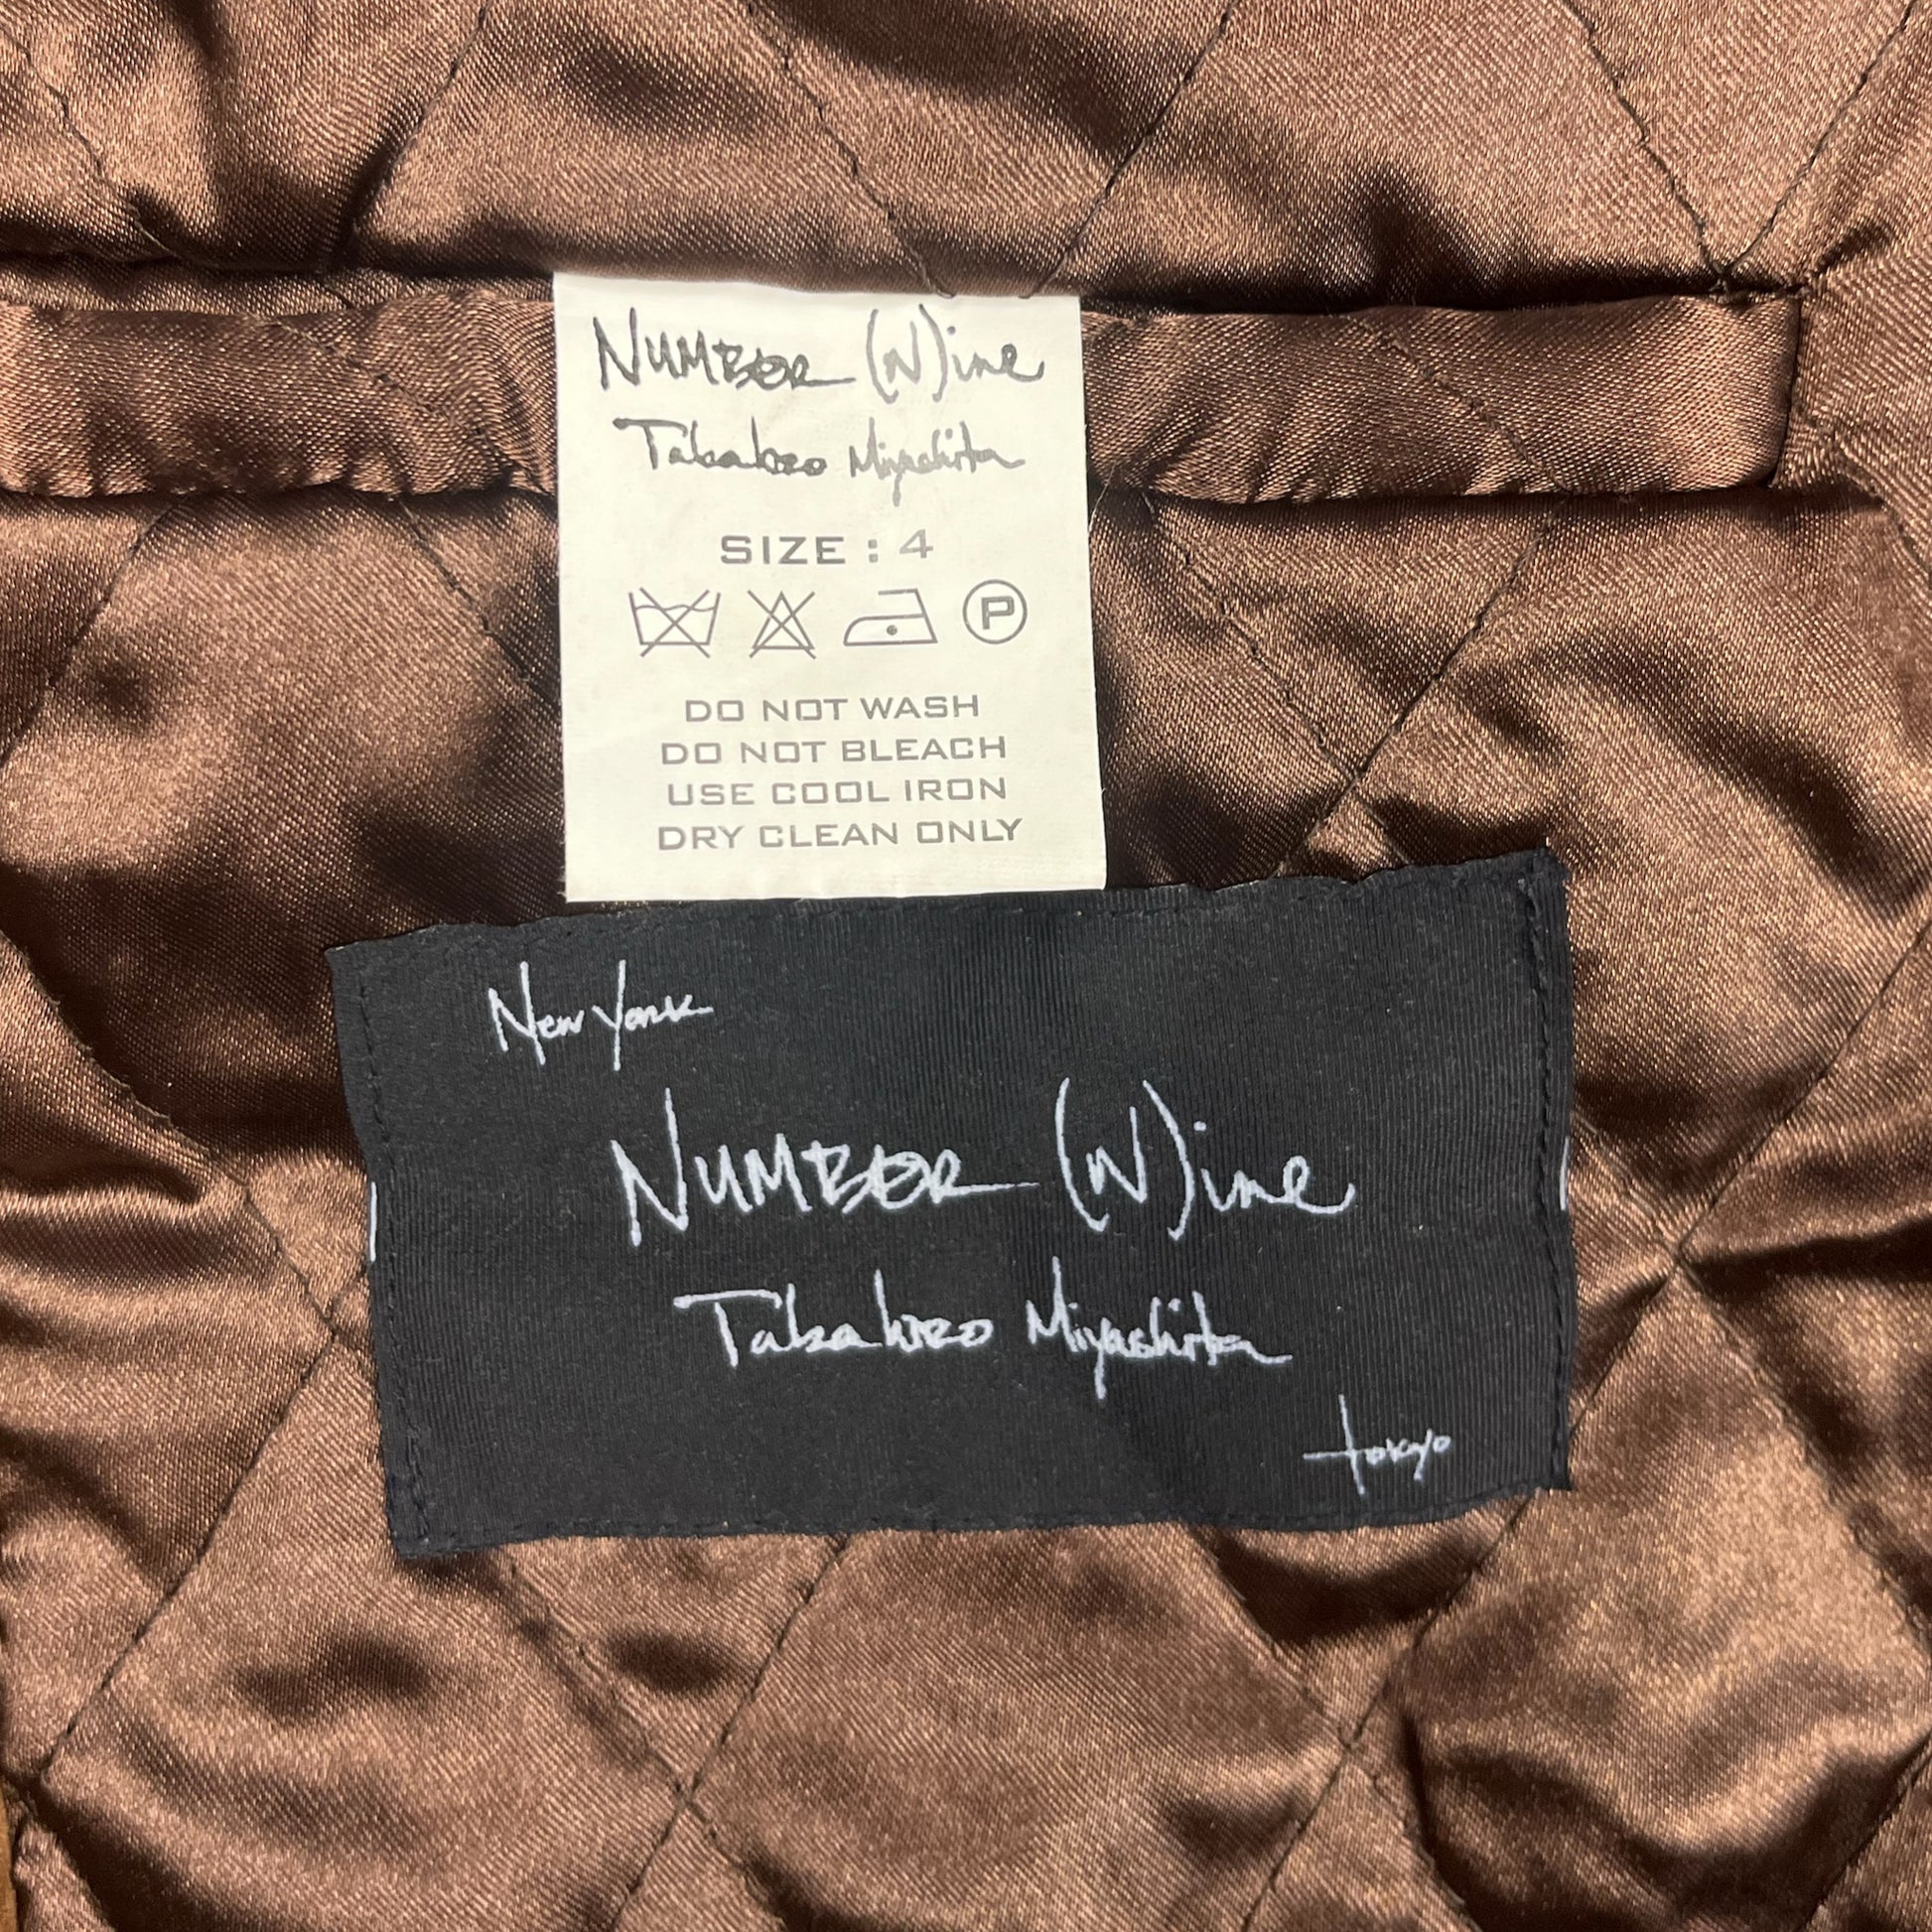 NUMBER (N)ine
Takahiro Miyashita
SIZE : 4
P
DO NOT WASH
DO NOT BLEACH
USE COOL IRON
DRY CLEAN ONLY
New York
NUMBER (N)ine
Takahiro Miyashita
tokyo